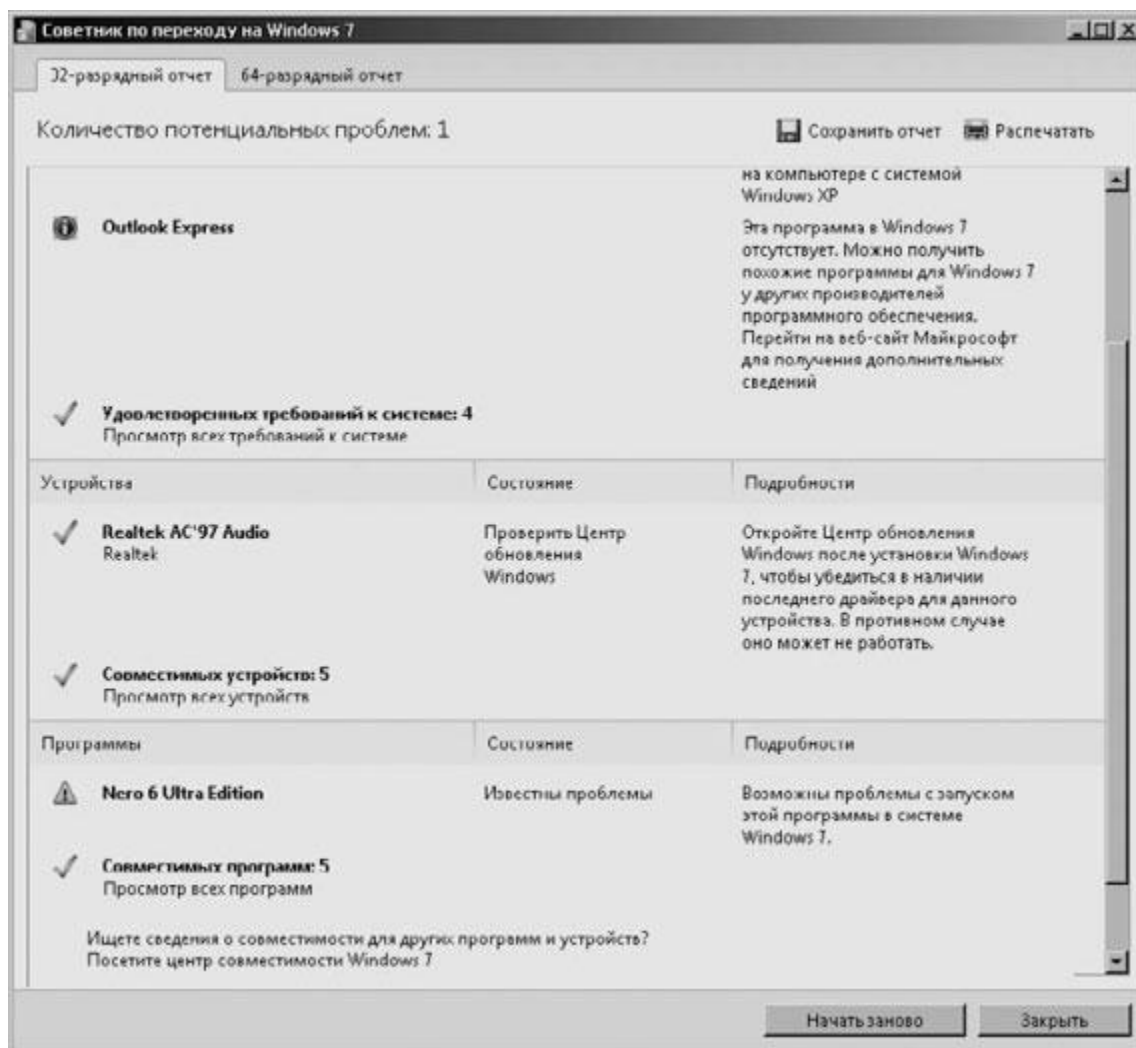 Советник по переходу на Windows 7
32-разрядный отчет
64-разрядный отчет
Количество потенциальных проблем: 1
Сохранить отчет
Распечатать
на компьютере с системой
Windows XP
Outlook Express
Эта программа в Windows 7
отсутствует. Можно получить
похожие программы для Windows 7
у других производителей
программного обеспечения.
Перейти на веб-сайт Майкрософт
для получения дополнительных
сведений
Удовлетворенных требований к системе: 4
Просмотр всех требований к системе
Устройства
Состояние
Подробности
Realtek AC'97 Audio
Realtek
Проверить Центр
обновления
Windows
Откройте Центр обновления
Windows после установки Windows
7, чтобы убедиться в наличии
последнего драйвера для данного
устройства. В противном случае
оно может не работать.
Совместимых устройств: 5
Просмотр всех устройств
Программы
Состояние
Подробности
Nero 6 Ultra Edition
Известны проблемы
Возможны проблемы с запуском
этой программы в системе
Windows 7.
Совместимых программ: 5
Просмотр всех программ
Ищете сведения о совместимости для других программ и устройств?
Посетите центр совместимости Windows 7
Начать заново
Закрыть